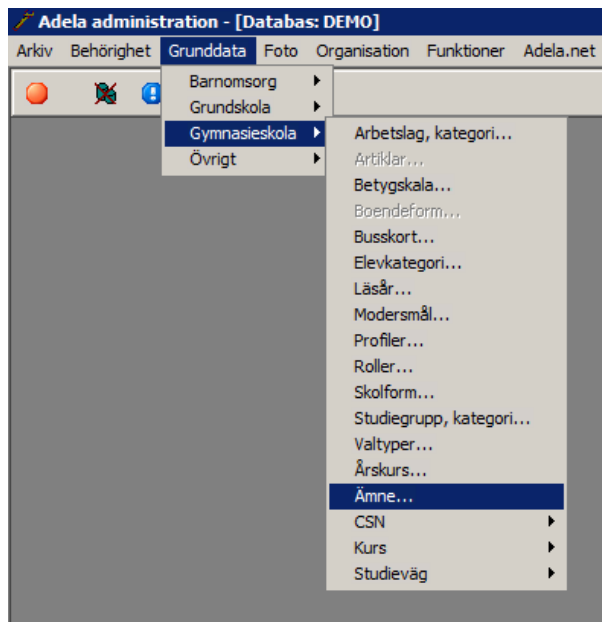 Adela administration - [Databas: DEMO]
Arkiv Behörighet Grunddata Foto Organisation Funktioner Adela.net
Barnomsorg
Grundskola
Gymnasieskola
Övrigt
Arbetslag, kategori...
Artiklar...
Betygskala...
Boendeform...
Busskort...
Elevkategori...
Läsår...
Modersmål...
Profiler...
Roller...
Skolform...
Studiegrupp, kategori...
Valtyper...
Årskurs...
Ämne...
CSN
Kurs
Studieväg